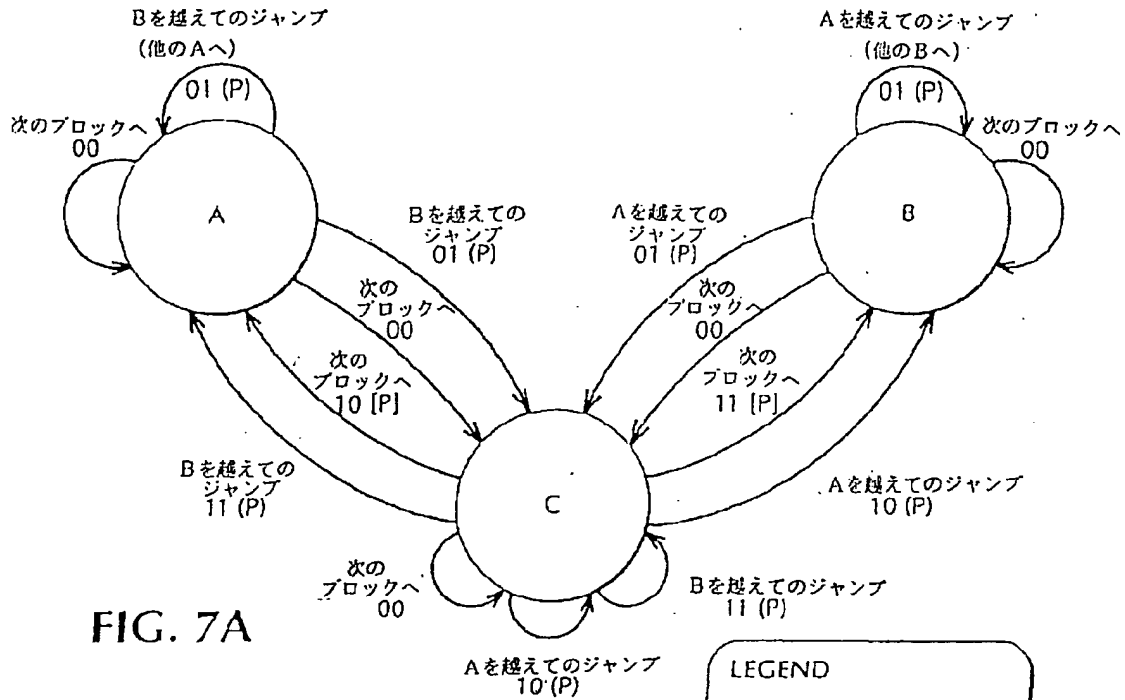 Bを越えてのジャンプ
(他のAへ)
01 (P)
次のブロックへ
00
A
Aを越えてのジャンプ
(他のBへ)
01 (P)
次のブロックへ
00
B
Bを越えての
ジャンプ
01 (P)
次の
ブロックへ
00
次の
ブロックへ
10 [P]
Bを越えての
ジャンプ
11 (P)
Aを越えての
ジャンプ
01 (P)
次の
ブロックへ
00
次の
ブロックへ
11 [P]
Aを越えてのジャンプ
10 (P)
C
次の
ブロックへ
00
Bを越えてのジャンプ
11 (P)
Aを越えてのジャンプ
10 (P)
FIG. 7A
LEGEND